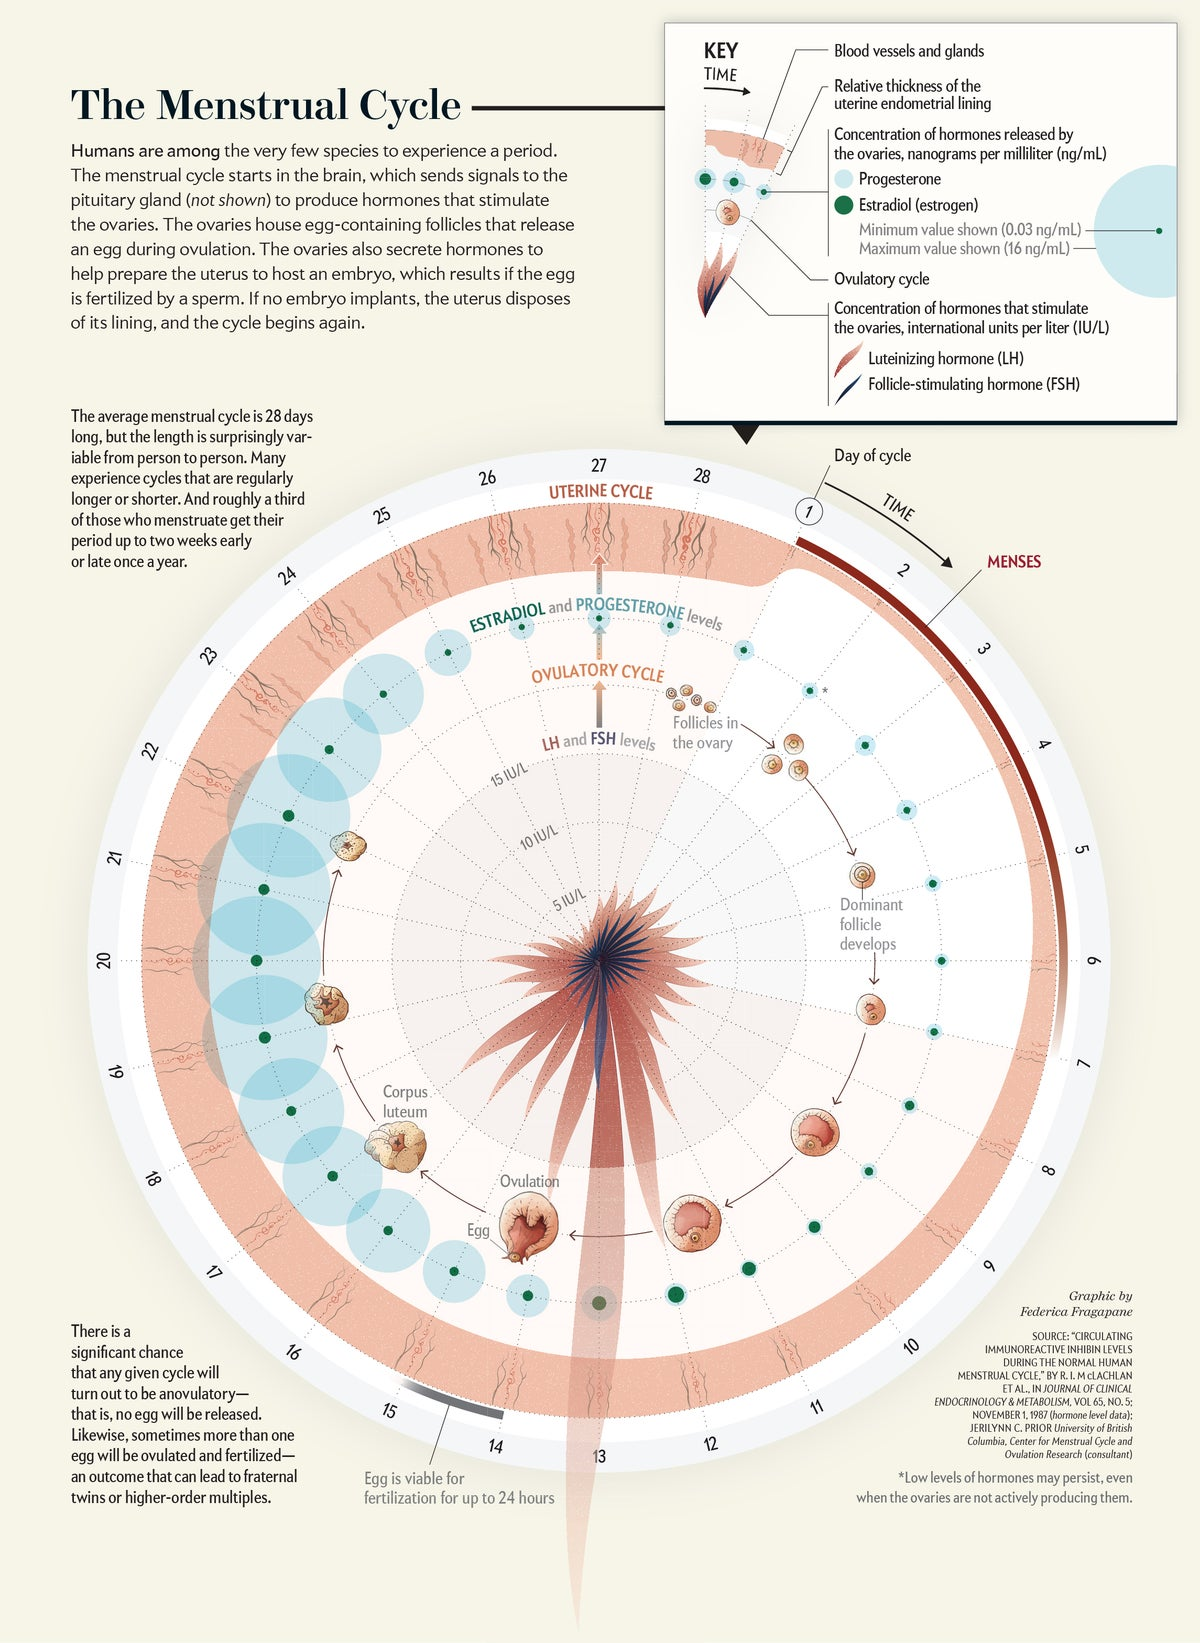 The Menstrual Cycle
Humans are among the very few species to experience a period.
The menstrual cycle starts in the brain, which sends signals to the
pituitary gland (not shown) to produce hormones that stimulate
the ovaries. The ovaries house egg-containing follicles that release
an egg during ovulation. The ovaries also secrete hormones to
help prepare the uterus to host an embryo, which results if the egg
is fertilized by a sperm. If no embryo implants, the uterus disposes
of its lining, and the cycle begins again.
KEY
TIME
Blood vessels and glands
Relative thickness of the
uterine endometrial lining
Concentration of hormones released by
the ovaries, nanograms per milliliter (ng/mL)
Progesterone
Estradiol (estrogen)
Minimum value shown (0.03 ng/mL)
Maximum value shown (16 ng/mL)
Ovulatory cycle
Concentration of hormones that stimulate
the ovaries, international units per liter (IU/L)
Luteinizing hormone (LH)
Follicle-stimulating hormone (FSH)
The average menstrual cycle is 28 days
long, but the length is surprisingly var-
iable from person to person. Many
experience cycles that are regularly
longer or shorter. And roughly a third
of those who menstruate get their
period up to two weeks early
or late once a year.
Day of cycle
TIME
MENSES
1
2
3
4
5
6
7
8
9
10
11
12
13
14
15
16
17
18
19
20
21
22
23
24
25
26
27
28
UTERINE CYCLE
ESTRADIOL and PROGESTERONE levels
OVULATORY CYCLE
LH and FSH levels
15 IU/L
10 IU/L
5 IU/L
Follicles in
the ovary
*
Dominant
follicle
develops
Ovulation
Egg
Corpus
luteum
Egg is viable for
fertilization for up to 24 hours
There is a
significant chance
that any given cycle will
turn out to be anovulatory—
that is, no egg will be released.
Likewise, sometimes more than one
egg will be ovulated and fertilized—
an outcome that can lead to fraternal
twins or higher-order multiples.
Graphic by
Federica Fragapane
SOURCE: “CIRCULATING
IMMUNOREACTIVE INHIBIN LEVELS
DURING THE NORMAL HUMAN
MENSTRUAL CYCLE,” BY R. I. McLACHLAN
ET AL., IN JOURNAL OF CLINICAL
ENDOCRINOLOGY & METABOLISM, VOL 65, NO. 5;
NOVEMBER 1, 1987 (hormone level data);
JERILYNN C. PRIOR University of British
Columbia, Center for Menstrual Cycle and
Ovulation Research (consultant)
*Low levels of hormones may persist, even
when the ovaries are not actively producing them.